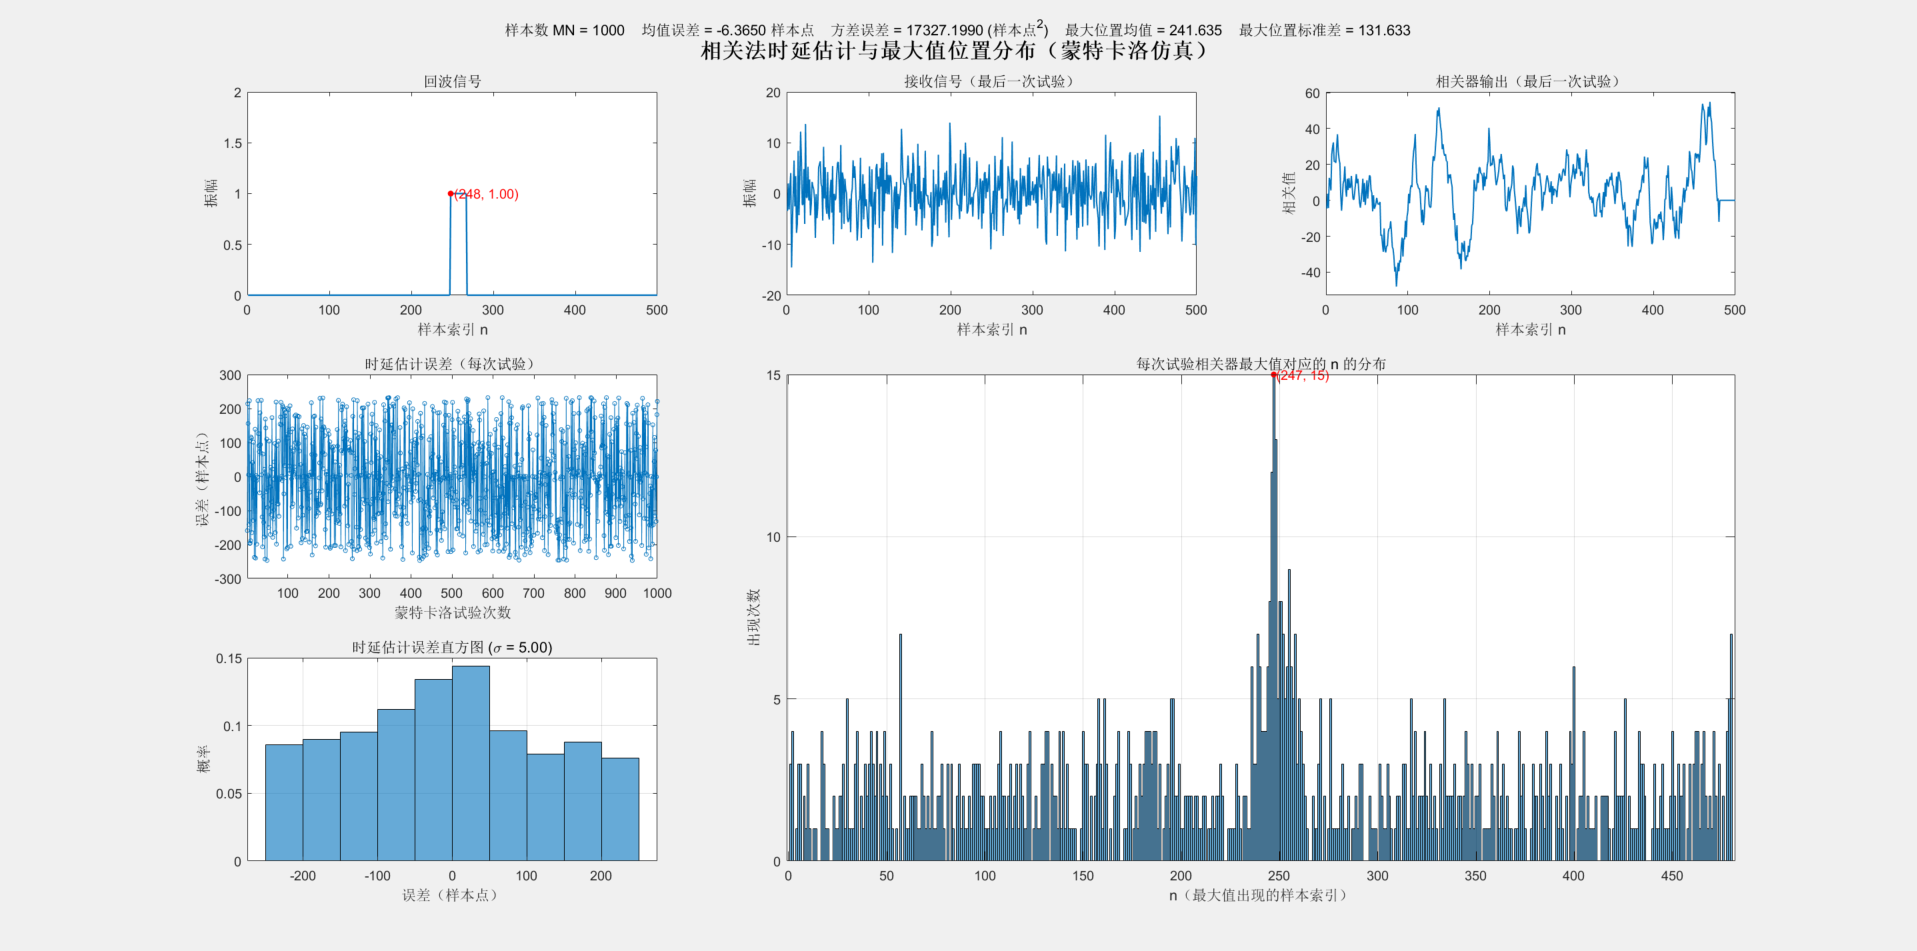 样本数 MN = 1000 均值误差 = -6.3650 样本点 方差误差 = 17327.1990 (样本点²) 最大位置均值 = 241.635 最大位置标准差 = 131.633
相关法时延估计与最大值位置分布（蒙特卡洛仿真）
回波信号
振幅
2
1.5
1
0.5
0
(248, 1.00)
0 100 200 300 400 500
样本索引 n
接收信号（最后一次试验）
振幅
20
10
0
-10
-20
0 100 200 300 400 500
样本索引 n
相关器输出（最后一次试验）
相关值
60
40
20
0
-20
-40
0 100 200 300 400 500
样本索引 n
时延估计误差（每次试验）
误差（样本点）
300
200
100
0
-100
-200
-300
100 200 300 400 500 600 700 800 900 1000
蒙特卡洛试验次数
时延估计误差直方图 (σ = 5.00)
概率
0.15
0.1
0.05
0
-200 -100 0 100 200
误差（样本点）
每次试验相关器最大值对应的 n 的分布
出现次数
15
10
5
0
(247, 15)
0 50 100 150 200 250 300 350 400 450
n（最大值出现的样本索引）